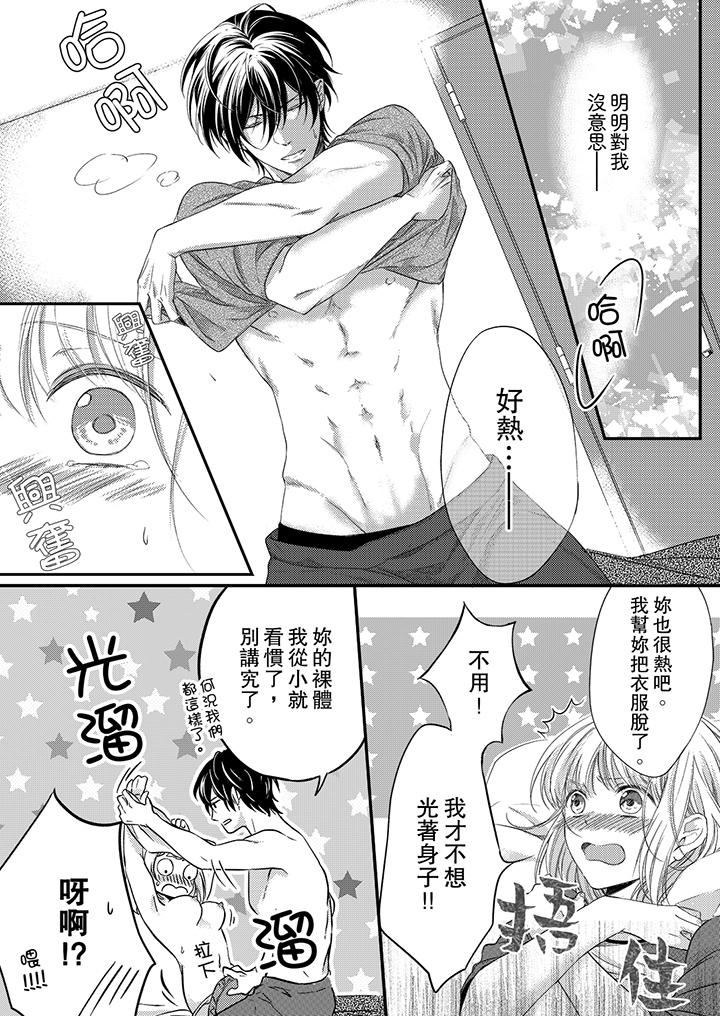 明明對我
沒意思——
哈
啊
哈
啊
好熱…——
興奮
興奮
妳也很熱吧。
我幫妳把衣服脫了。
不用！
我才不想
光著身子!!
捂
住
妳的裸體
我從小就
看慣了，
別講究了。
何況我們
都這樣了。
光
溜
溜
拉下
呀啊!?
喂!!!!